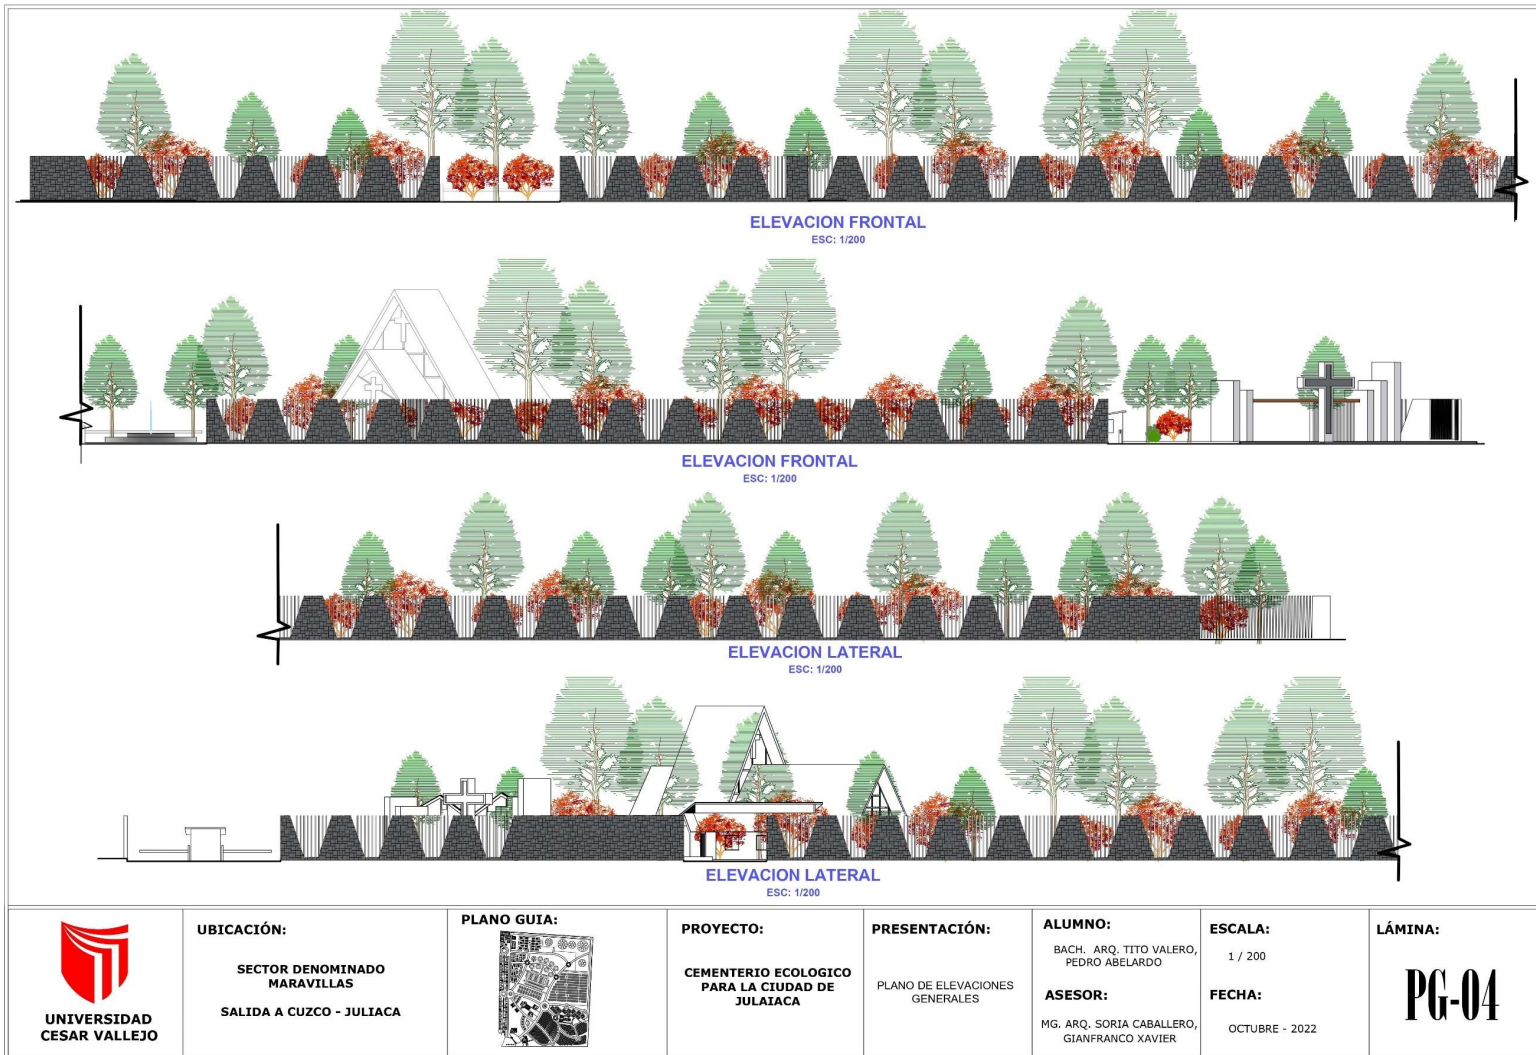 ELEVACION FRONTAL
ESC: 1/200
ELEVACION FRONTAL
ESC: 1/200
ELEVACION LATERAL
ESC: 1/200
ELEVACION LATERAL
ESC: 1/200
UNIVERSIDAD
CESAR VALLEJO
UBICACIÓN:
SECTOR DENOMINADO
MARAVILLAS
SALIDA A CUZCO - JULIACA
PLANO GUIA:
PROYECTO:
CEMENTERIO ECOLOGICO
PARA LA CIUDAD DE
JULAIACA
PRESENTACIÓN:
PLANO DE ELEVACIONES
GENERALES
ALUMNO:
BACH. ARQ. TITO VALERO,
PEDRO ABELARDO
ASESOR:
MG. ARQ. SORIA CABALLERO,
GIANFRANCO XAVIER
ESCALA:
1 / 200
FECHA:
OCTUBRE - 2022
LÁMINA:
PG-04